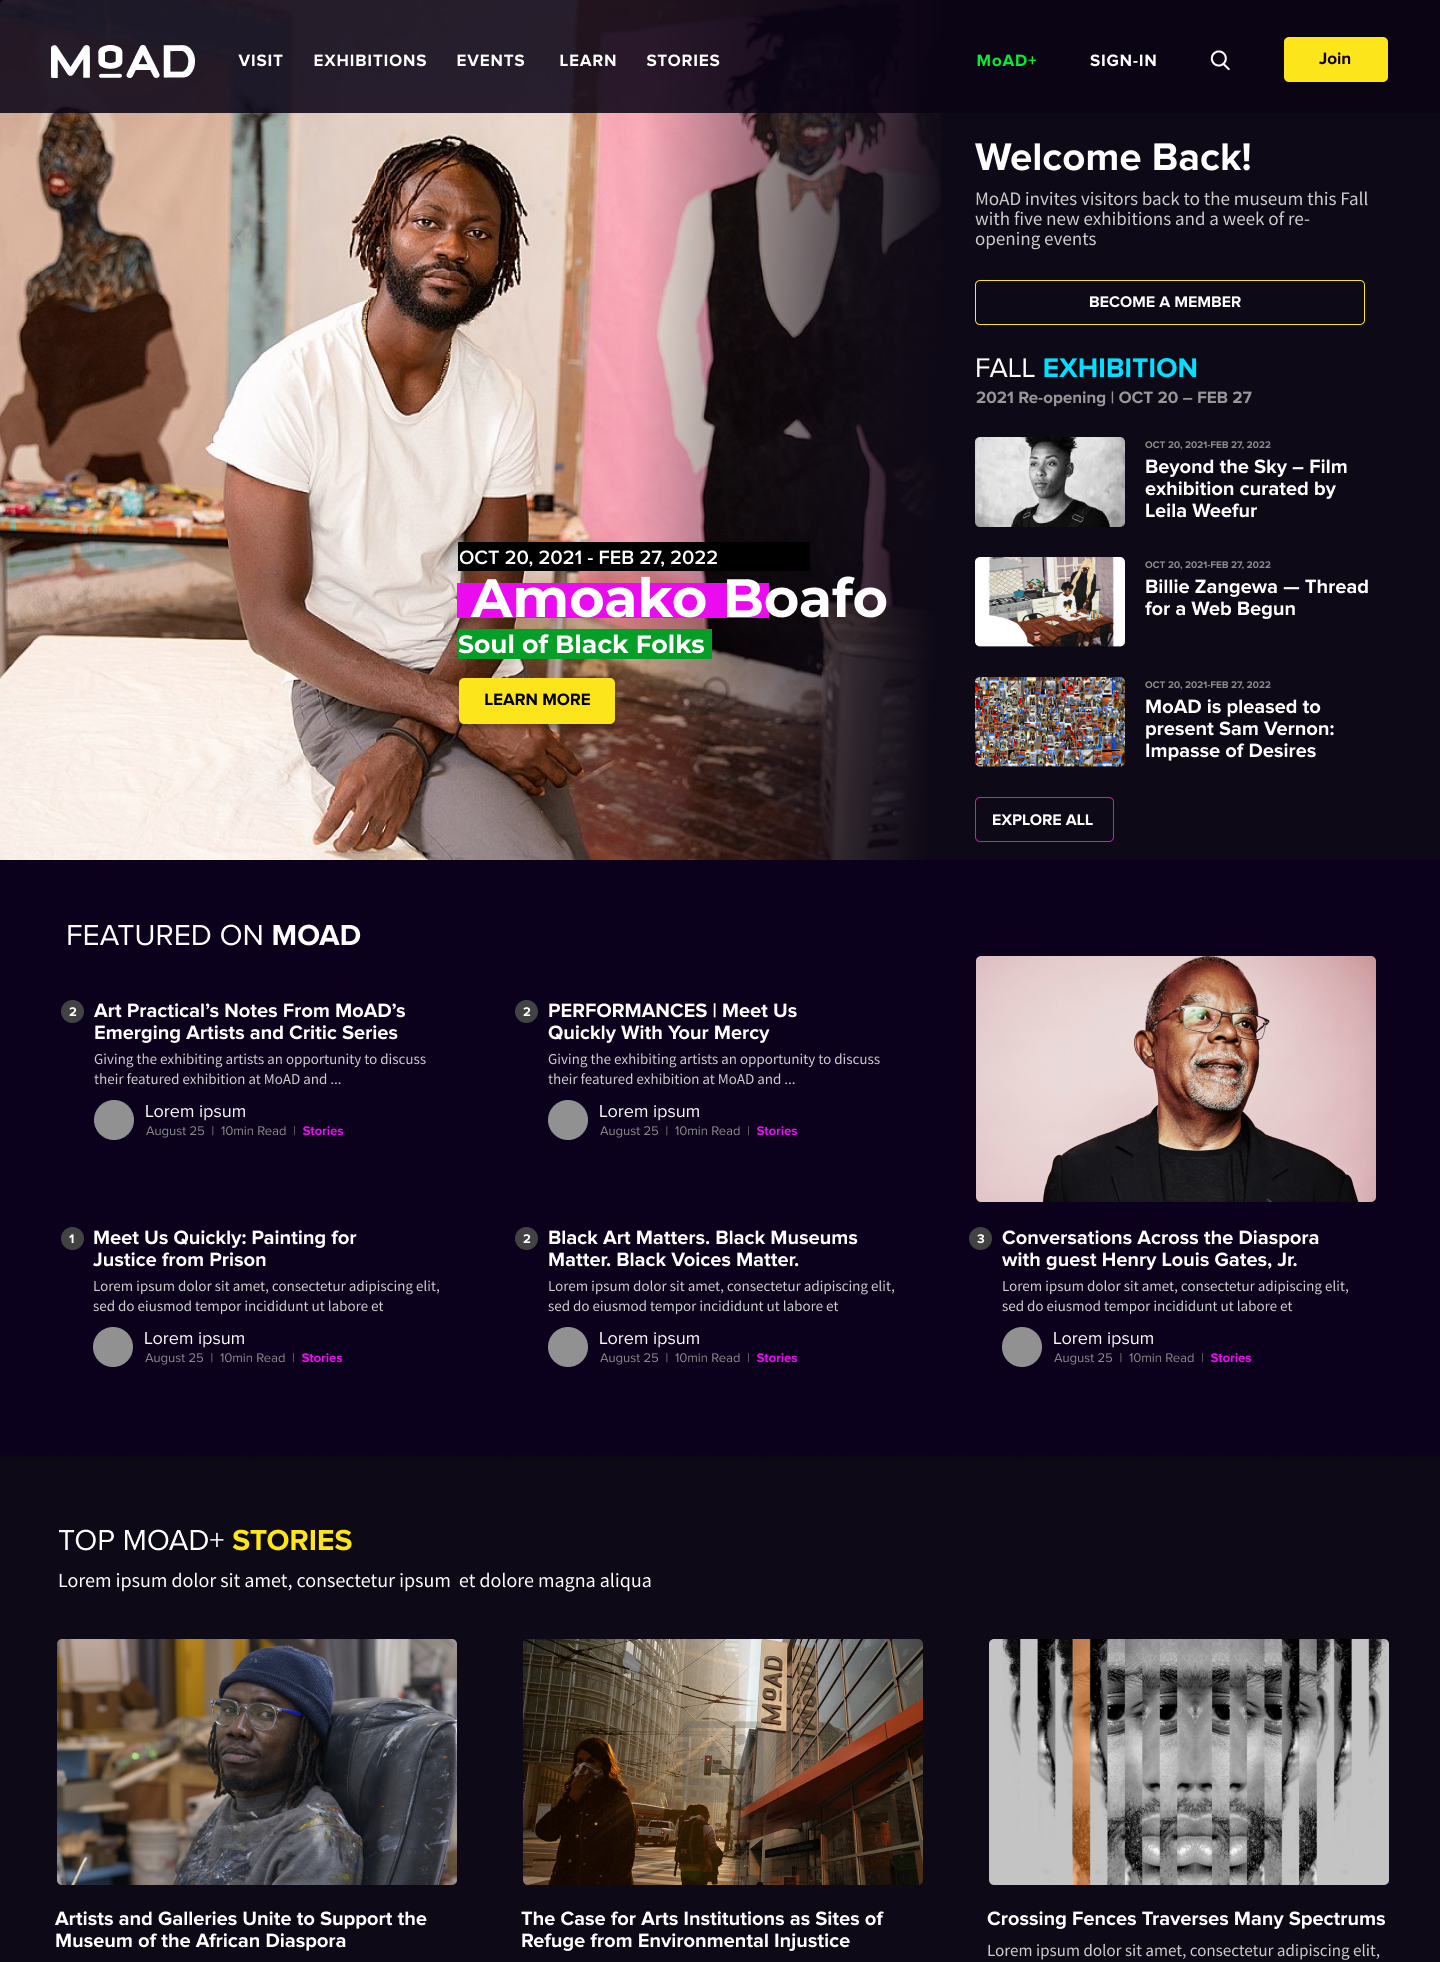 MOAD
VISIT
EXHIBITIONS
EVENTS
LEARN
STORIES
MoAD+
SIGN-IN
Join
OCT 20, 2021 - FEB 27, 2022
Amoako Boafo
Soul of Black Folks
LEARN MORE
Welcome Back!
MoAD invites visitors back to the museum this Fall
with five new exhibitions and a week of re-
opening events
BECOME A MEMBER
FALL EXHIBITION
2021 Re-opening | OCT 20 – FEB 27
OCT 20, 2021-FEB 27, 2022
Beyond the Sky – Film
exhibition curated by
Leila Weefur
OCT 20, 2021-FEB 27, 2022
Billie Zangewa — Thread
for a Web Begun
OCT 20, 2021-FEB 27, 2022
MoAD is pleased to
present Sam Vernon:
Impasse of Desires
EXPLORE ALL
FEATURED ON MOAD
2
Art Practical’s Notes From MoAD’s
Emerging Artists and Critic Series
Giving the exhibiting artists an opportunity to discuss
their featured exhibition at MoAD and ...
Lorem ipsum
August 25 | 10min Read | Stories
2
PERFORMANCES | Meet Us
Quickly With Your Mercy
Giving the exhibiting artists an opportunity to discuss
their featured exhibition at MoAD and ...
Lorem ipsum
August 25 | 10min Read | Stories
1
Meet Us Quickly: Painting for
Justice from Prison
Lorem ipsum dolor sit amet, consectetur adipiscing elit,
sed do eiusmod tempor incididunt ut labore et
Lorem ipsum
August 25 | 10min Read | Stories
2
Black Art Matters. Black Museums
Matter. Black Voices Matter.
Lorem ipsum dolor sit amet, consectetur adipiscing elit,
sed do eiusmod tempor incididunt ut labore et
Lorem ipsum
August 25 | 10min Read | Stories
3
Conversations Across the Diaspora
with guest Henry Louis Gates, Jr.
Lorem ipsum dolor sit amet, consectetur adipiscing elit,
sed do eiusmod tempor incididunt ut labore et
Lorem ipsum
August 25 | 10min Read | Stories
TOP MOAD+ STORIES
Lorem ipsum dolor sit amet, consectetur ipsum  et dolore magna aliqua
MOAD
Artists and Galleries Unite to Support the
Museum of the African Diaspora
The Case for Arts Institutions as Sites of
Refuge from Environmental Injustice
Crossing Fences Traverses Many Spectrums
Lorem ipsum dolor sit amet, consectetur adipiscing elit,